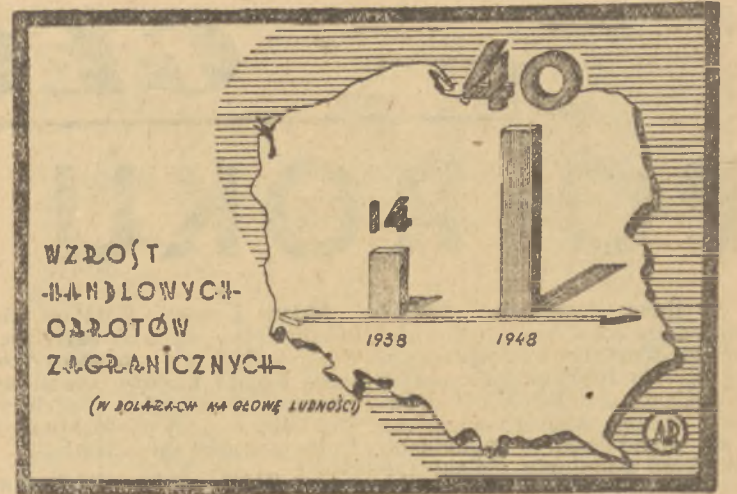 40
14
1938 1948
WZROST
HANDLOWYCH
OBROTÓW
ZAGRANICZNYCH
(W DOLARACH NA GŁOWĘ LUDNOŚCI)
AR